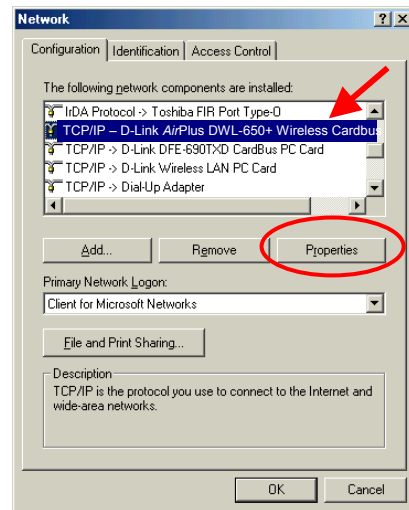 Network
? X
Configuration Identification Access Control
The following network components are installed:
IrDA Protocol -> Toshiba FIR Port Type-O
TCP/IP – D-Link AirPlus DWL-650+ Wireless Cardbus
TCP/IP -> D-Link DFE-690TXD CardBus PC Card
TCP/IP -> D-Link Wireless LAN PC Card
TCP/IP -> Dial-Up Adapter
Add... Remove Properties
Primary Network Logon:
Client for Microsoft Networks
File and Print Sharing...
Description
TCP/IP is the protocol you use to connect to the Internet and
wide-area networks.
OK Cancel